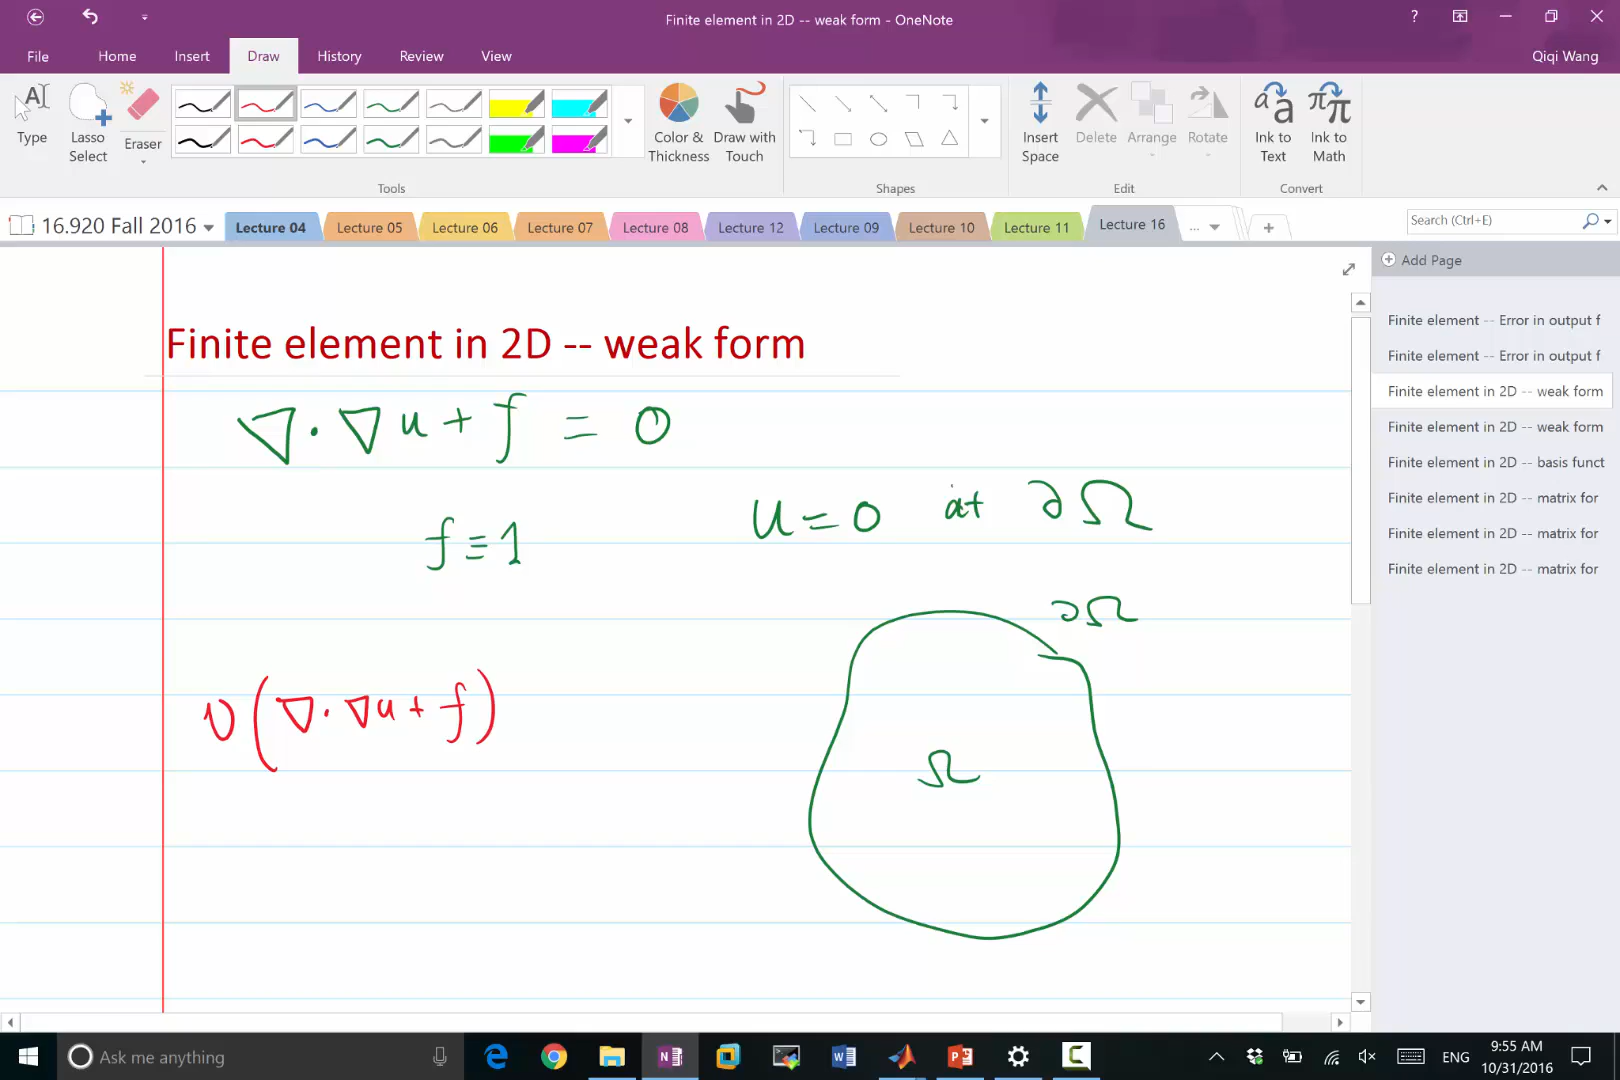 Finite element in 2D -- weak form - OneNote
?
File
Home
Insert
Draw
History
Review
View
Qiqi Wang
Type
Lasso Select
Eraser
Color & Thickness
Draw with Touch
Insert Space
Delete
Arrange
Rotate
Ink to Text
Ink to Math
Tools
Shapes
Edit
Convert
16.920 Fall 2016
Lecture 04
Lecture 05
Lecture 06
Lecture 07
Lecture 08
Lecture 12
Lecture 09
Lecture 10
Lecture 11
Lecture 16
...
Search (Ctrl+E)
Add Page
Finite element -- Error in output f
Finite element -- Error in output f
Finite element in 2D -- weak form
Finite element in 2D -- weak form
Finite element in 2D -- basis funct
Finite element in 2D -- matrix for
Finite element in 2D -- matrix for
Finite element in 2D -- matrix for
Finite element in 2D -- weak form
∇·∇u + f = 0
u = 0 at ∂Ω
f ≡ 1
∂Ω
v(∇·∇u + f)
Ω
Ask me anything
ENG
9:55 AM
10/31/2016